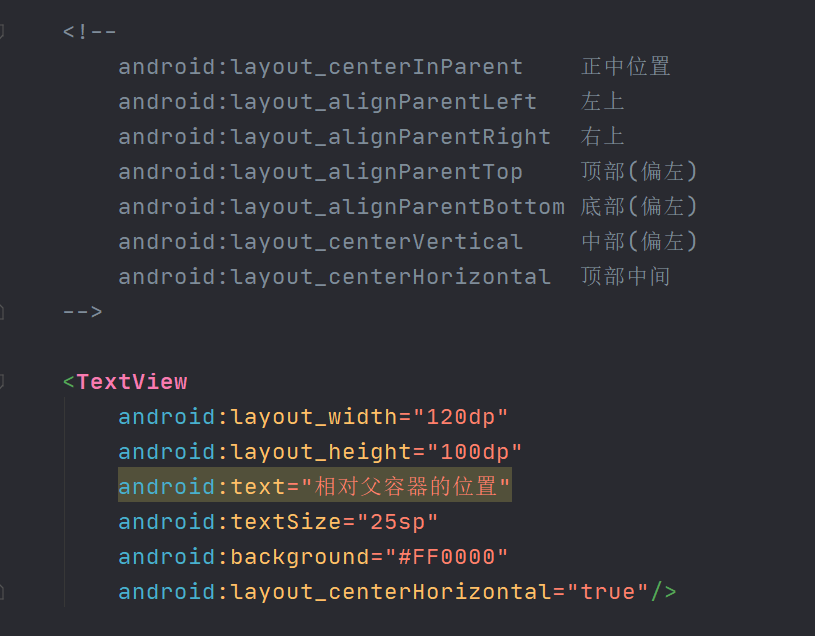 <!--
android:layout_centerInParent 正中位置
android:layout_alignParentLeft 左上
android:layout_alignParentRight 右上
android:layout_alignParentTop 顶部(偏左)
android:layout_alignParentBottom 底部(偏左)
android:layout_centerVertical 中部(偏左)
android:layout_centerHorizontal 顶部中间
-->
<TextView
android:layout_width="120dp"
android:layout_height="100dp"
android:text="相对父容器的位置"
android:textSize="25sp"
android:background="#FF0000"
android:layout_centerHorizontal="true"/>